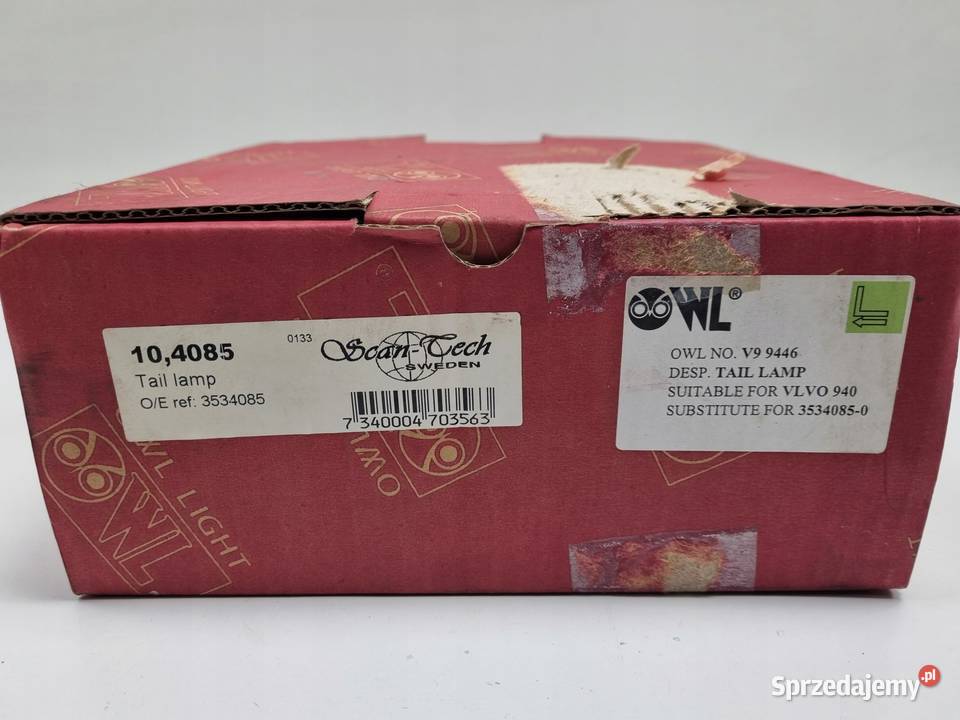 10,4085
0133
Scan-Tech
SWEDEN
Tail lamp
O/E ref: 3534085
7 340004 703563
OWL®
L
OWL NO. V9 9446
DESP. TAIL LAMP
SUITABLE FOR VLVO 940
SUBSTITUTE FOR 3534085-0
OWL LIGHT
OWL
Sprzedajemy.pl